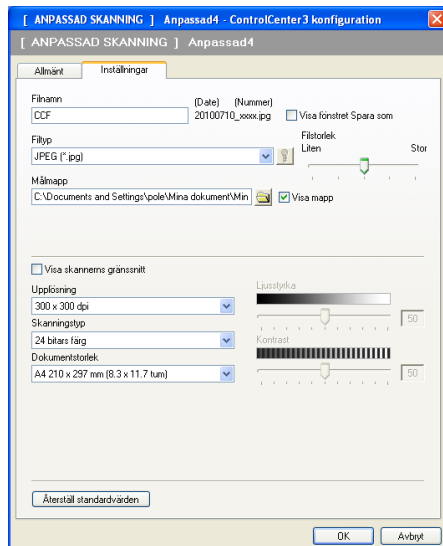 [ ANPASSAD SKANNING ] Anpassad4 - ControlCenter3 konfiguration
[ ANPASSAD SKANNING ] Anpassad4
Allmänt
Inställningar
Filnamn
(Date) (Nummer)
CCF
20100710_xxxx.jpg
Visa fönstret Spara som
Filtyp
Filstorlek
Liten
Stor
JPEG (*.jpg)
Målmapp
C:\Documents and Settings\pole\Mina dokument\Min
Visa mapp
Visa skannerns gränssnitt
Upplösning
Ljusstyrka
300 x 300 dpi
50
Skanningstyp
24 bitars färg
Kontrast
Dokumentstorlek
A4 210 x 297 mm (8.3 x 11.7 tum)
50
Återställ standardvärden
OK
Avbryt